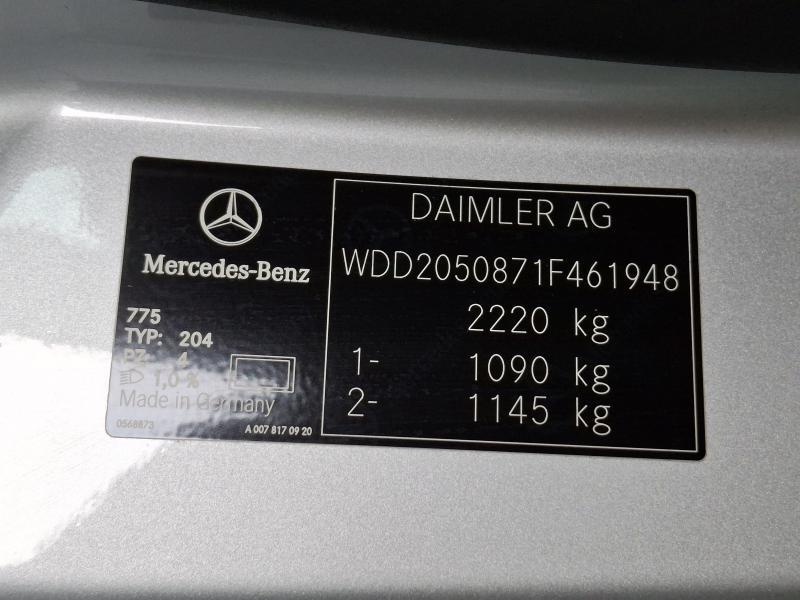 Mercedes-Benz
775
TYP: 204
PZ: 4
1,0 %
Made in Germany
0568873
A 007 817 09 20
DAIMLER AG
WDD2050871F461948
2220 kg
1- 1090 kg
2- 1145 kg